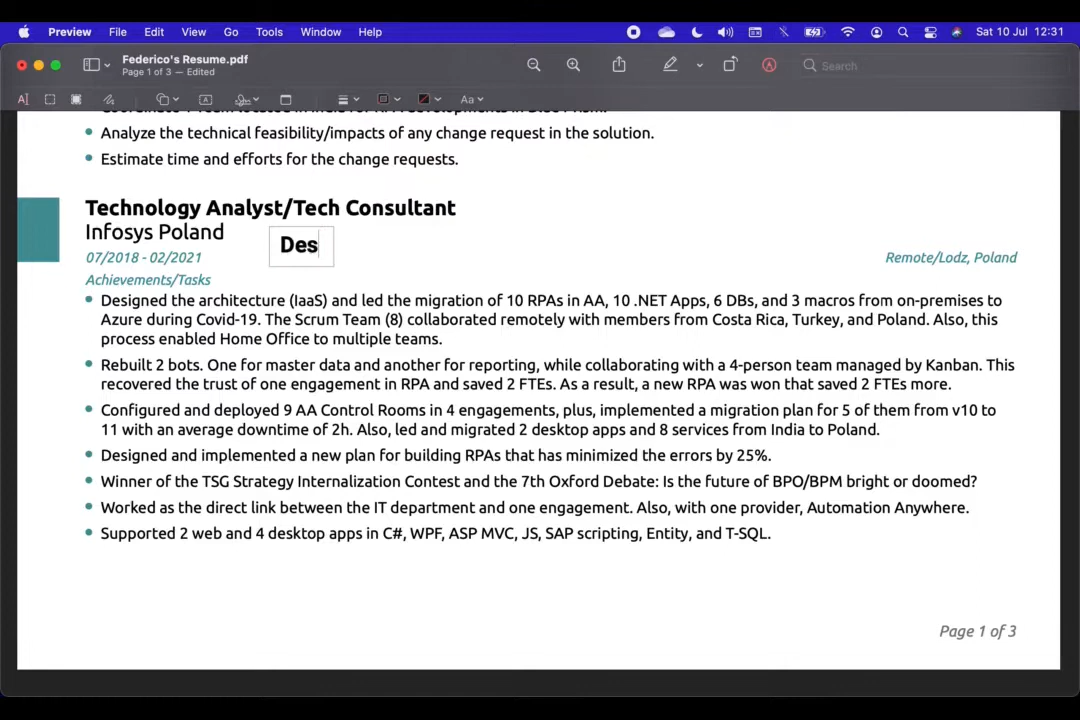 Preview File Edit View Go Tools Window Help Sat 10 Jul 12:31
Federico's Resume.pdf
Page 1 of 3 — Edited
Search
Aa
Analyze the technical feasibility/impacts of any change request in the solution.
Estimate time and efforts for the change requests.
Technology Analyst/Tech Consultant
Infosys Poland
Des
07/2018 - 02/2021 Remote/Lodz, Poland
Achievements/Tasks
Designed the architecture (IaaS) and led the migration of 10 RPAs in AA, 10 .NET Apps, 6 DBs, and 3 macros from on-premises to
Azure during Covid-19. The Scrum Team (8) collaborated remotely with members from Costa Rica, Turkey, and Poland. Also, this
process enabled Home Office to multiple teams.
Rebuilt 2 bots. One for master data and another for reporting, while collaborating with a 4-person team managed by Kanban. This
recovered the trust of one engagement in RPA and saved 2 FTEs. As a result, a new RPA was won that saved 2 FTEs more.
Configured and deployed 9 AA Control Rooms in 4 engagements, plus, implemented a migration plan for 5 of them from v10 to
11 with an average downtime of 2h. Also, led and migrated 2 desktop apps and 8 services from India to Poland.
Designed and implemented a new plan for building RPAs that has minimized the errors by 25%.
Winner of the TSG Strategy Internalization Contest and the 7th Oxford Debate: Is the future of BPO/BPM bright or doomed?
Worked as the direct link between the IT department and one engagement. Also, with one provider, Automation Anywhere.
Supported 2 web and 4 desktop apps in C#, WPF, ASP MVC, JS, SAP scripting, Entity, and T-SQL.
Page 1 of 3